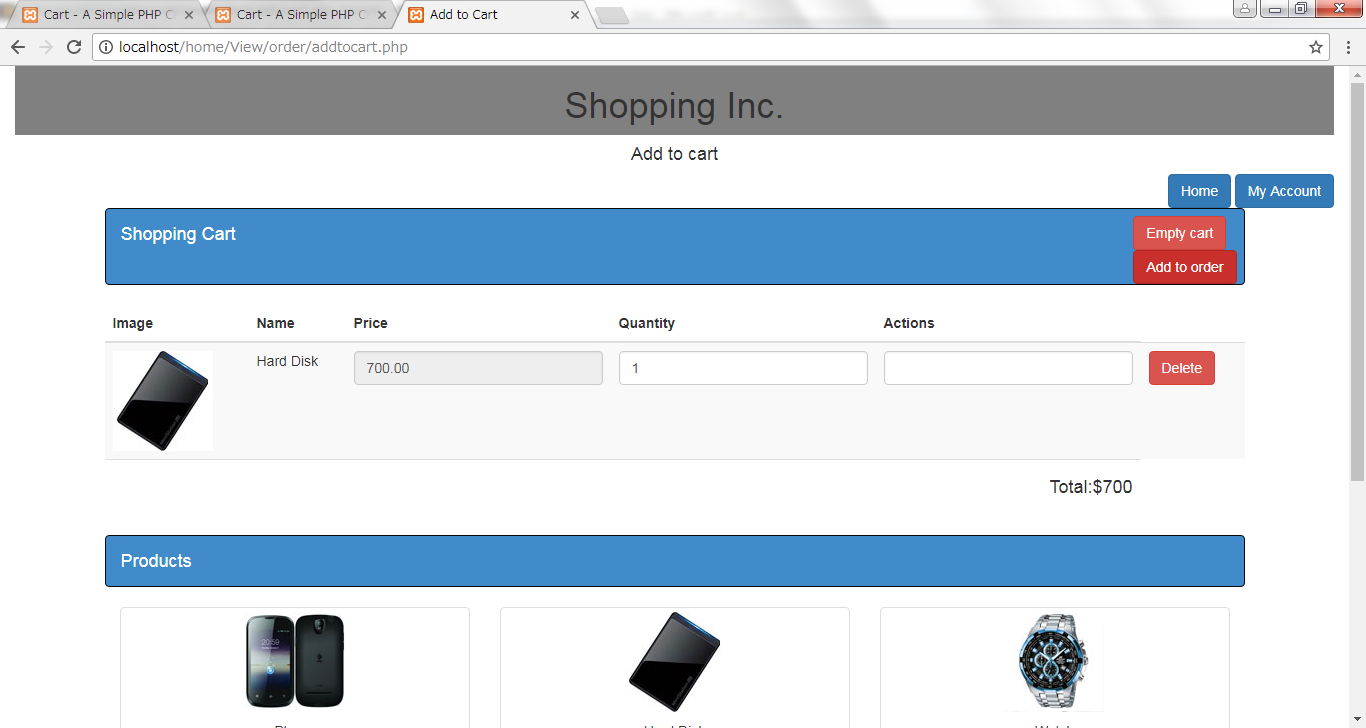 Cart - A Simple PHP C
Cart - A Simple PHP C
Add to Cart
localhost/home/View/order/addtocart.php
Shopping Inc.
Add to cart
Home
My Account
Shopping Cart
Empty cart
Add to order
Image Name Price Quantity Actions
Hard Disk 700.00 1 Delete
Total:$700
Products
20:59